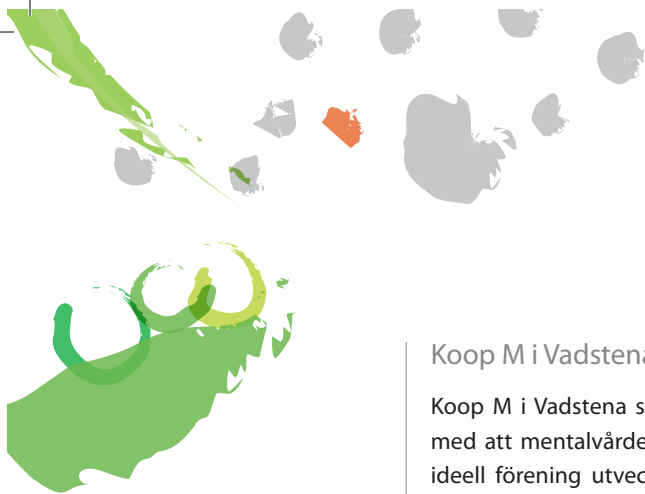 Koop M i Vadstena
Koop M i Vadstena
med att mentalvårde
ideell förening utvec